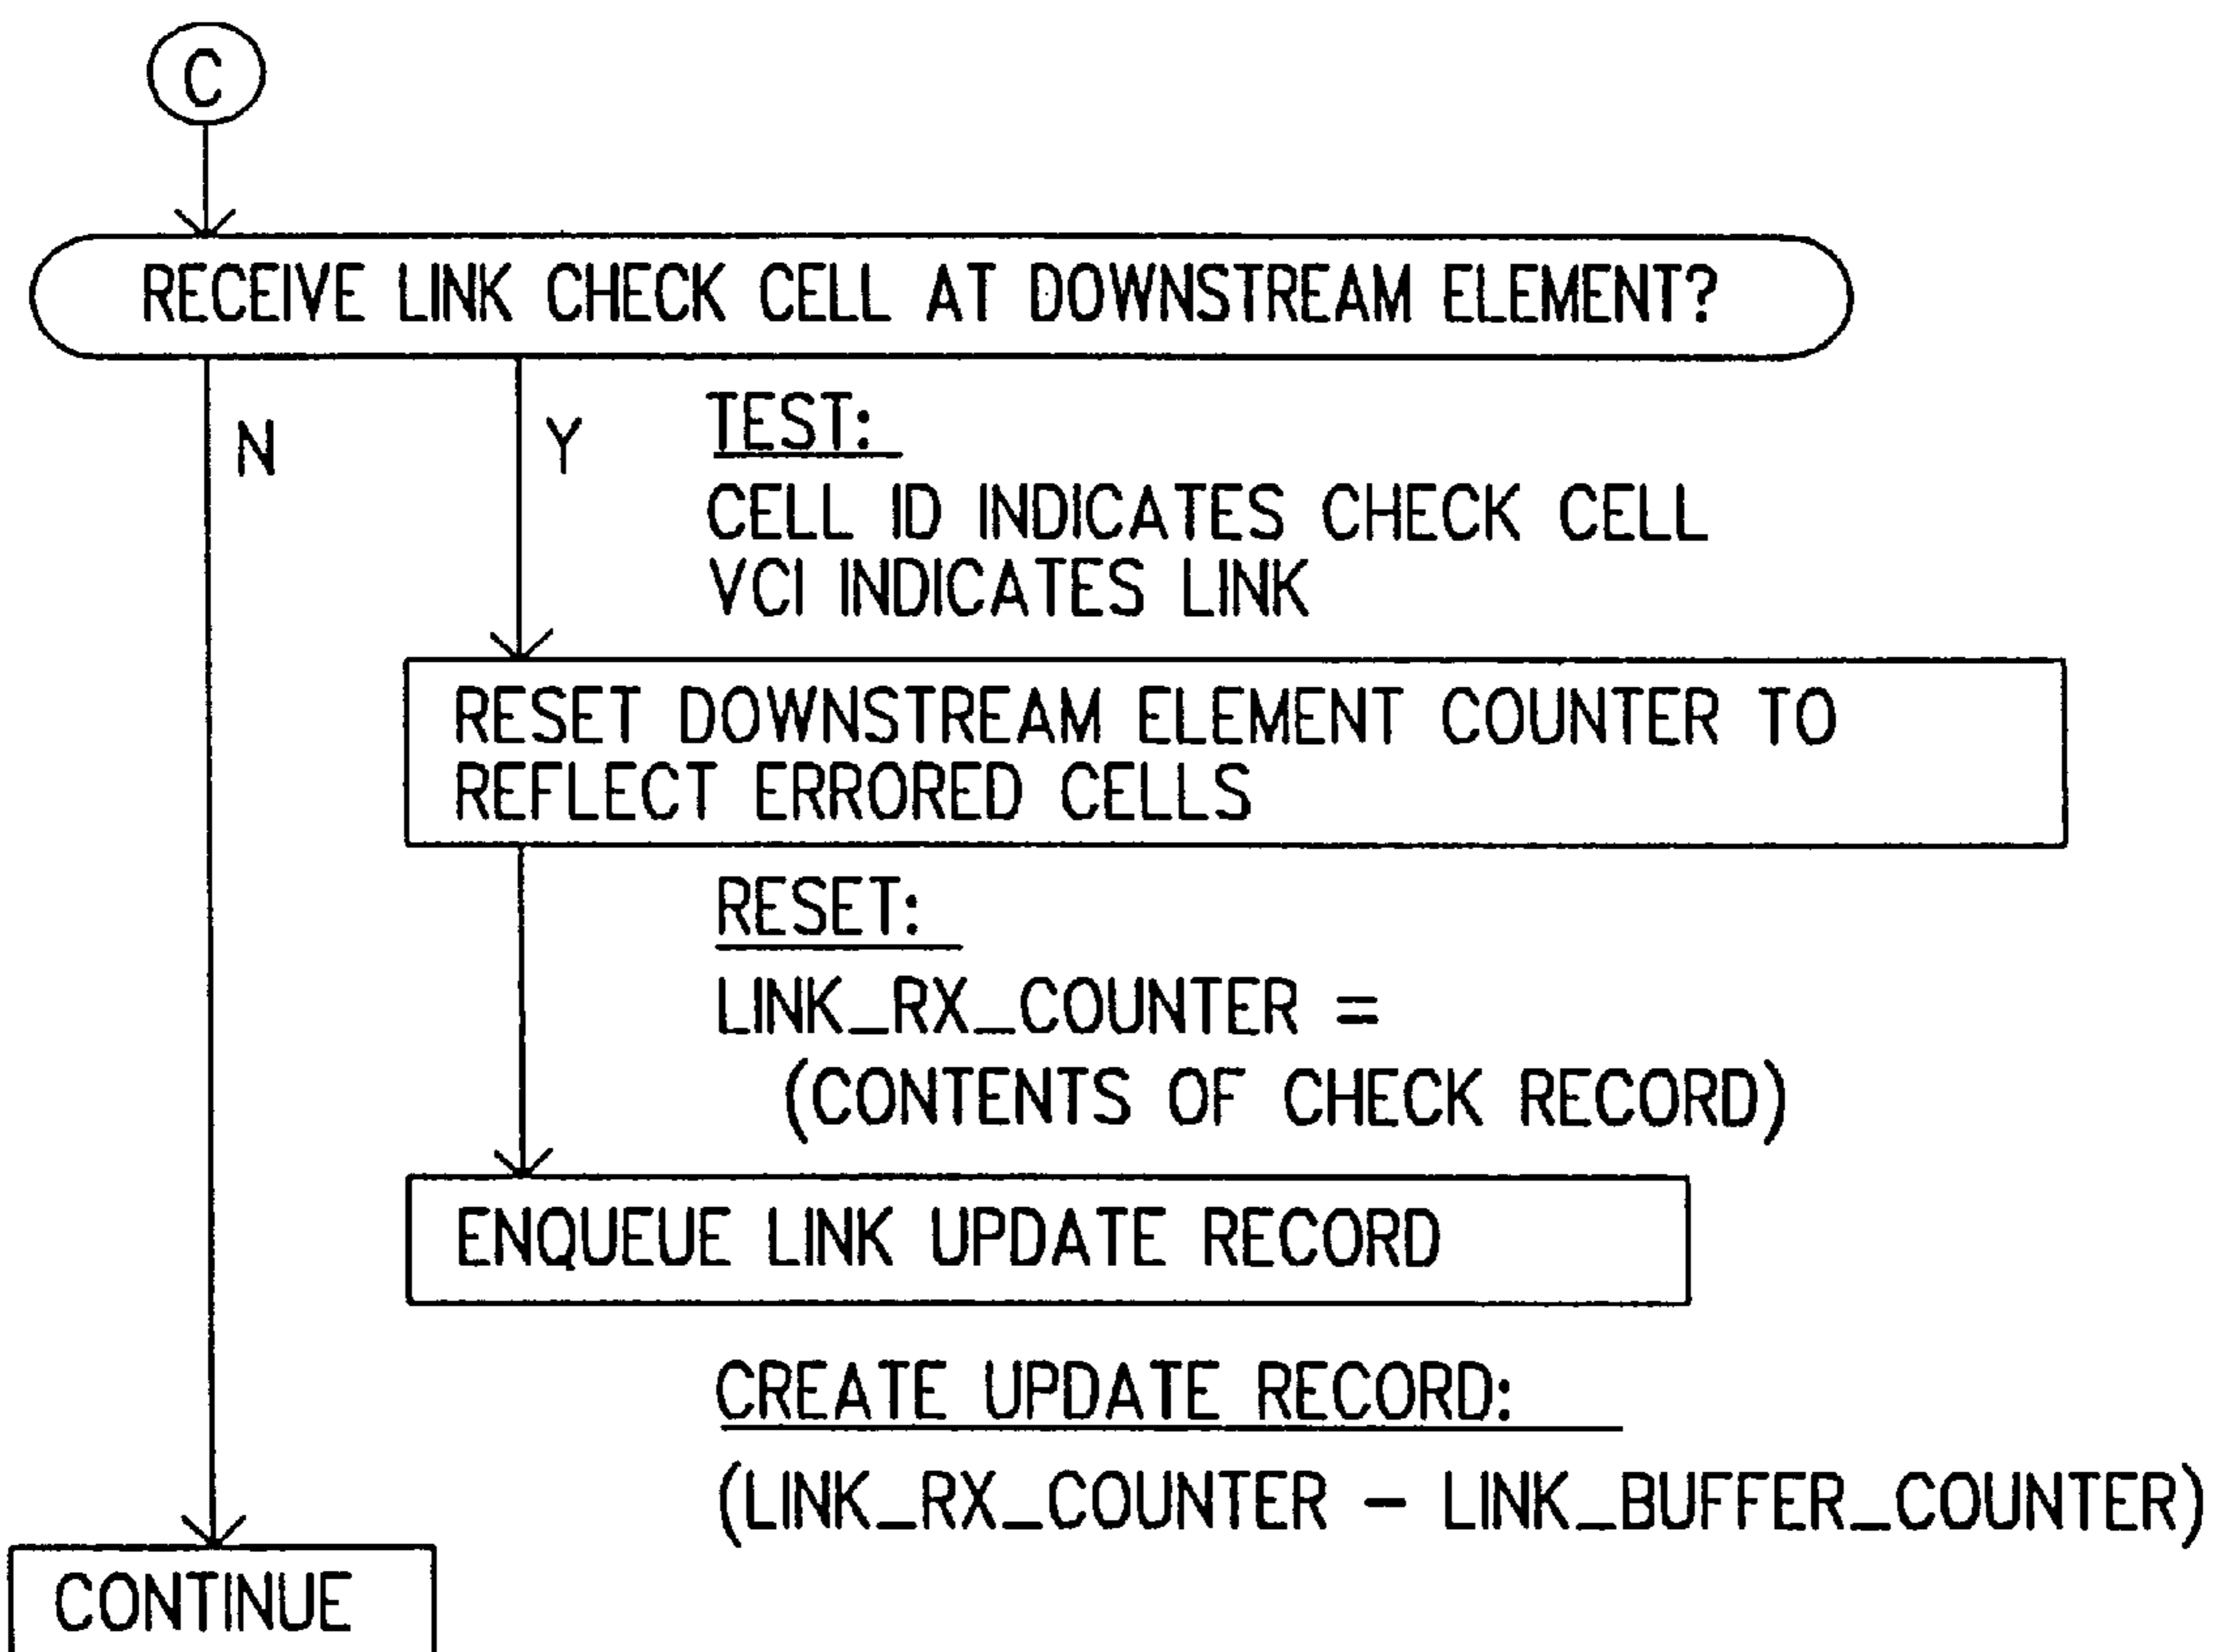 C
RECEIVE LINK CHECK CELL AT DOWNSTREAM ELEMENT?
N
Y
TEST:
CELL ID INDICATES CHECK CELL
VCI INDICATES LINK
RESET DOWNSTREAM ELEMENT COUNTER TO
REFLECT ERRORED CELLS
RESET:
LINK_RX_COUNTER =
(CONTENTS OF CHECK RECORD)
ENQUEUE LINK UPDATE RECORD
CREATE UPDATE RECORD:
(LINK_RX_COUNTER – LINK_BUFFER_COUNTER)
CONTINUE